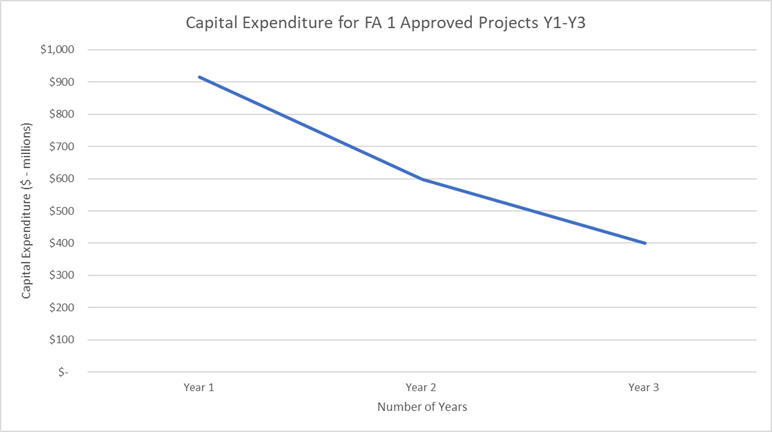 Capital Expenditure for FA 1 Approved Projects Y1-Y3
$1,000
$900
$800
$700
$600
$500
$400
$300
$200
$100
$-
Capital Expenditure ($ - millions)
Year 1
Year 2
Year 3
Number of Years